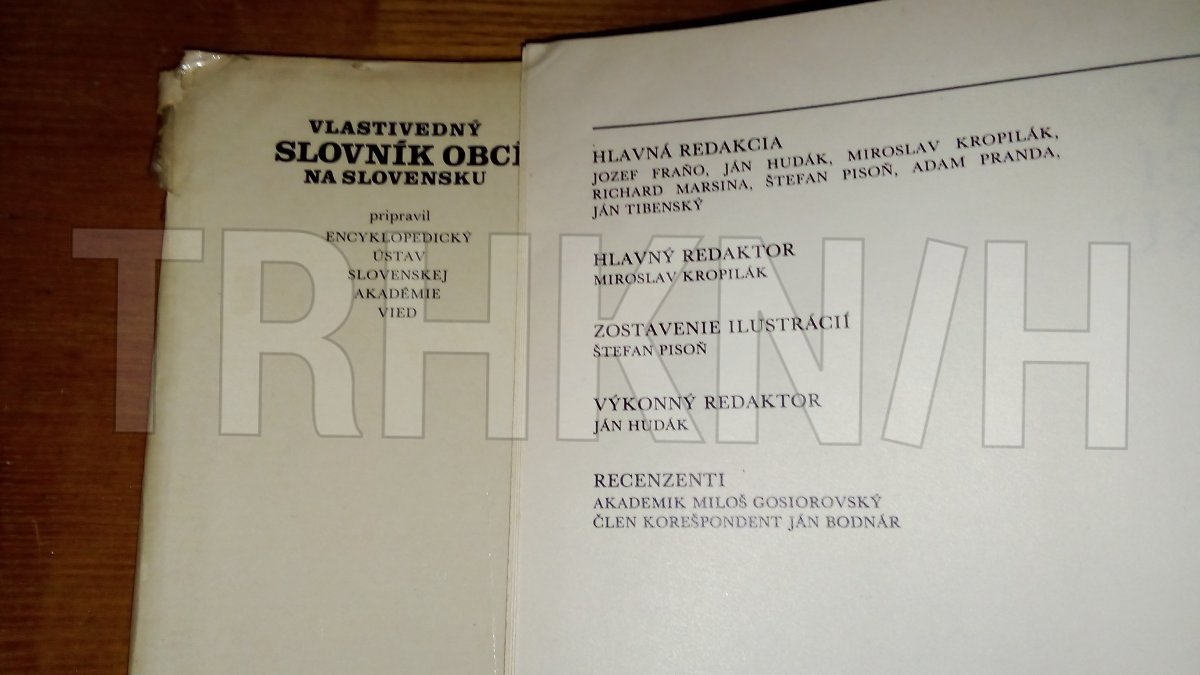 VLASTIVEDNÝ
SLOVNÍK OBCÍ
NA SLOVENSKU
pripravil
ENCYKLOPEDICKÝ
ÚSTAV
SLOVENSKEJ
AKADÉMIE
VIED
HLAVNÁ REDAKCIA
JOZEF FRAŇO, JÁN HUDÁK, MIROSLAV KROPILÁK,
RICHARD MARSINA, ŠTEFAN PISOŇ, ADAM PRANDA,
JÁN TIBENSKÝ
HLAVNÝ REDAKTOR
MIROSLAV KROPILÁK
ZOSTAVENIE ILUSTRÁCIÍ
ŠTEFAN PISOŇ
VÝKONNÝ REDAKTOR
JÁN HUDÁK
RECENZENTI
AKADEMIK MILOŠ GOSIOROVSKÝ
ČLEN KOREŠPONDENT JÁN BODNÁR
TRHKN/H